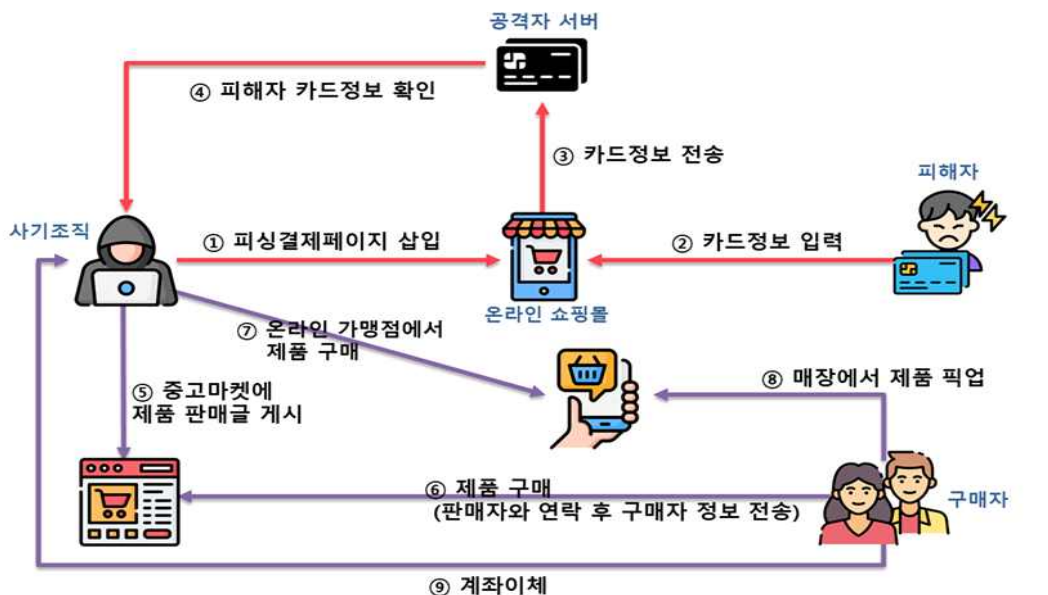 공격자 서버
④ 피해자 카드정보 확인
③ 카드정보 전송
피해자
사기조직
① 피싱결제페이지 삽입
② 카드정보 입력
온라인 쇼핑몰
⑦ 온라인 가맹점에서
제품 구매
⑤ 중고마켓에
제품 판매글 게시
⑧ 매장에서 제품 픽업
⑥ 제품 구매
(판매자와 연락 후 구매자 정보 전송)
구매자
⑨ 계좌이체